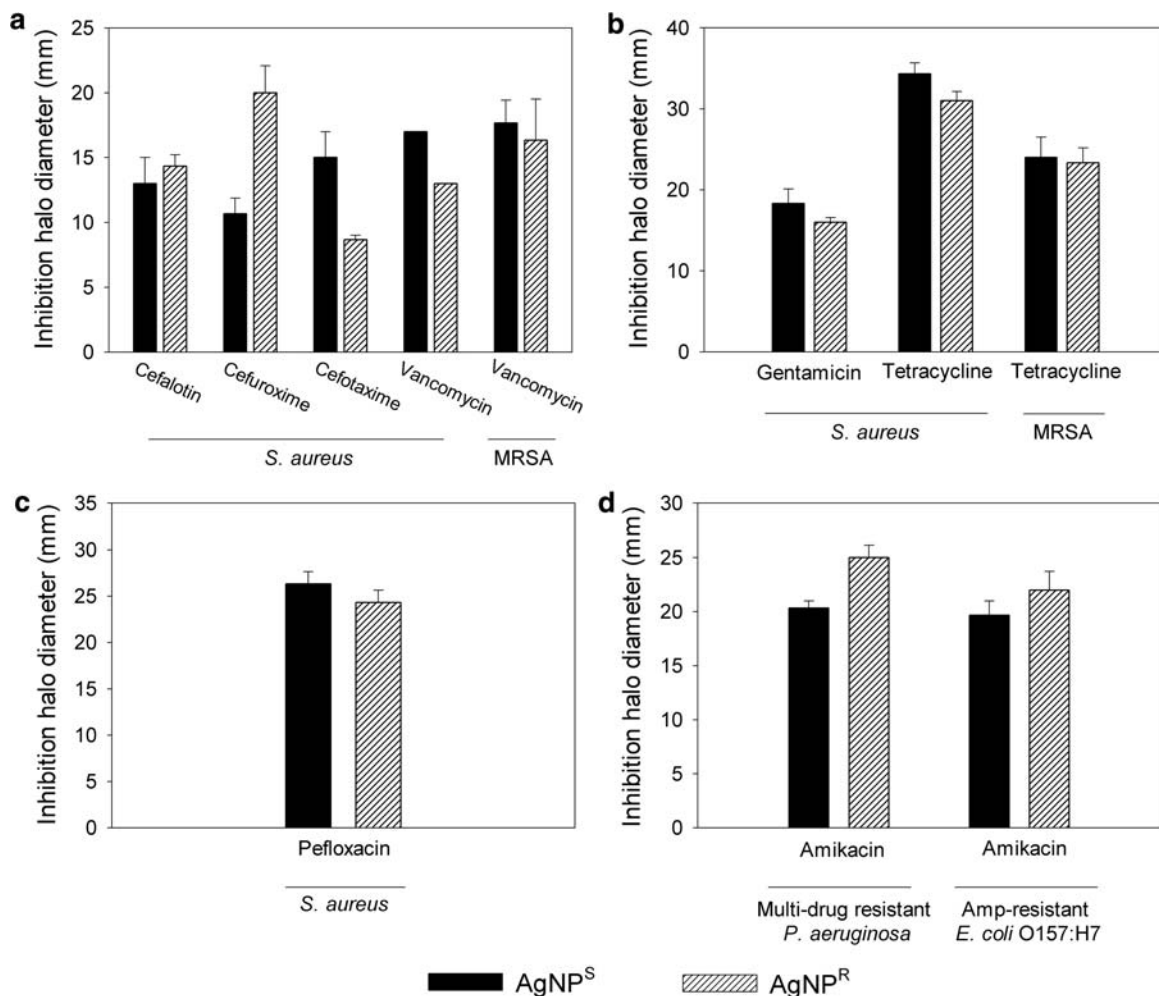 a
Inhibition halo diameter (mm)
25
20
15
10
5
0
Cefalotin
Cefuroxime
Cefotaxime
Vancomycin
Vancomycin
S. aureus
MRSA
b
Inhibition halo diameter (mm)
40
30
20
10
0
Gentamicin
Tetracycline
Tetracycline
S. aureus
MRSA
c
Inhibition halo diameter (mm)
35
30
25
20
15
10
5
0
Pefloxacin
S. aureus
d
Inhibition halo diameter (mm)
30
25
20
15
10
5
0
Amikacin
Amikacin
Multi-drug resistant
P. aeruginosa
Amp-resistant
E. coli O157:H7
AgNPS
AgNPR